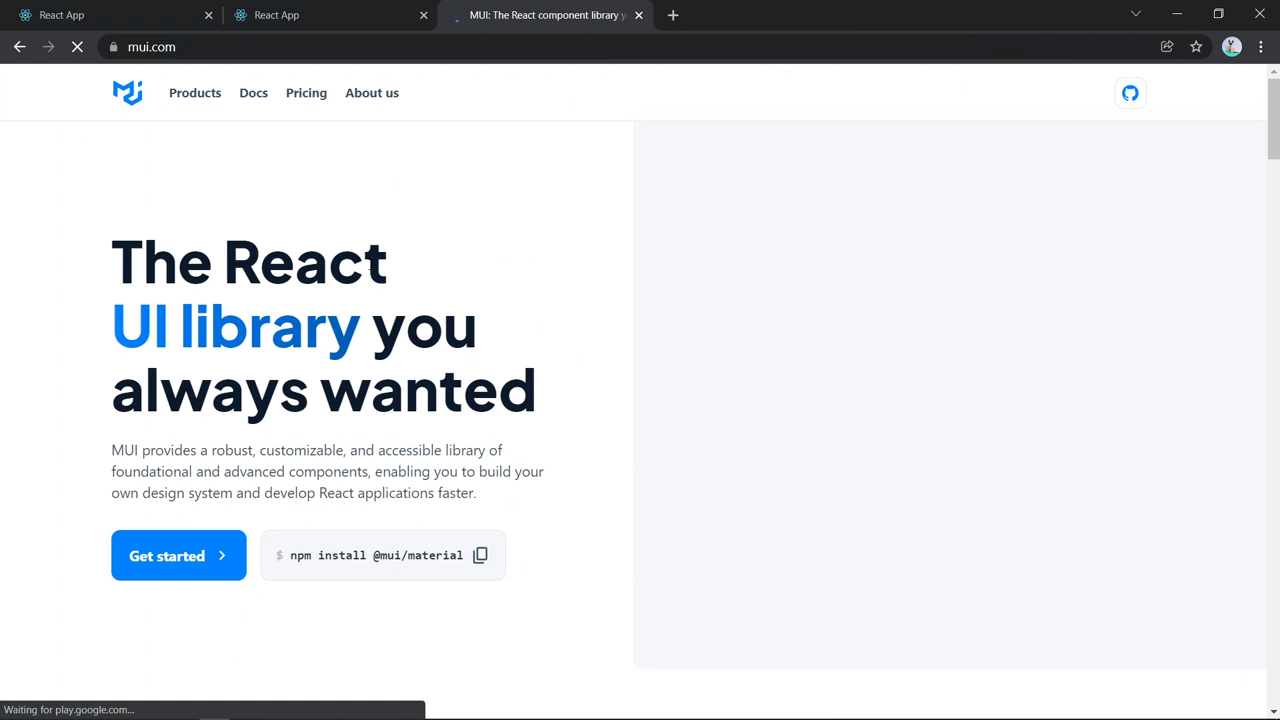 React App
React App
MUI: The React component library y
mui.com
Products
Docs
Pricing
About us
The React
UI library you
always wanted
MUI provides a robust, customizable, and accessible library of
foundational and advanced components, enabling you to build your
own design system and develop React applications faster.
Get started
$ npm install @mui/material
Waiting for play.google.com...